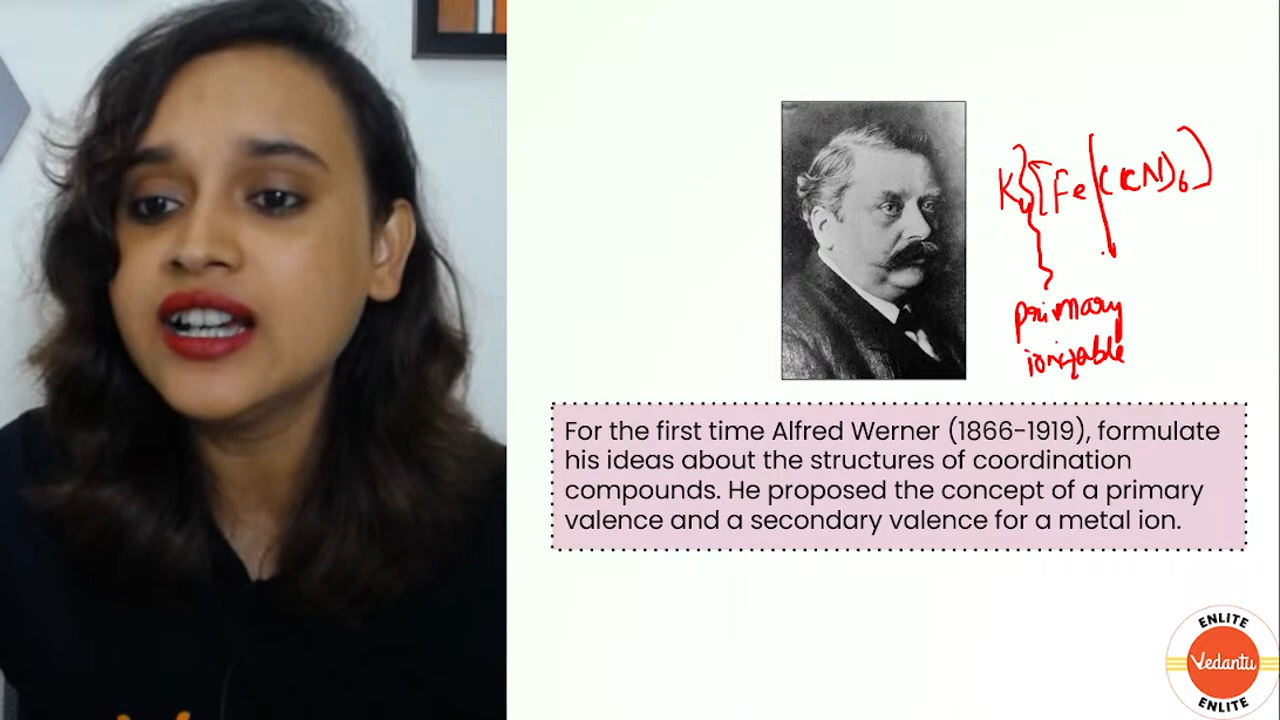 K4[Fe(CN)6]
primary
ionizable
For the first time Alfred Werner (1866-1919), formulate
his ideas about the structures of coordination
compounds. He proposed the concept of a primary
valence and a secondary valence for a metal ion.
ENLITE
Vedantu
ENLITE